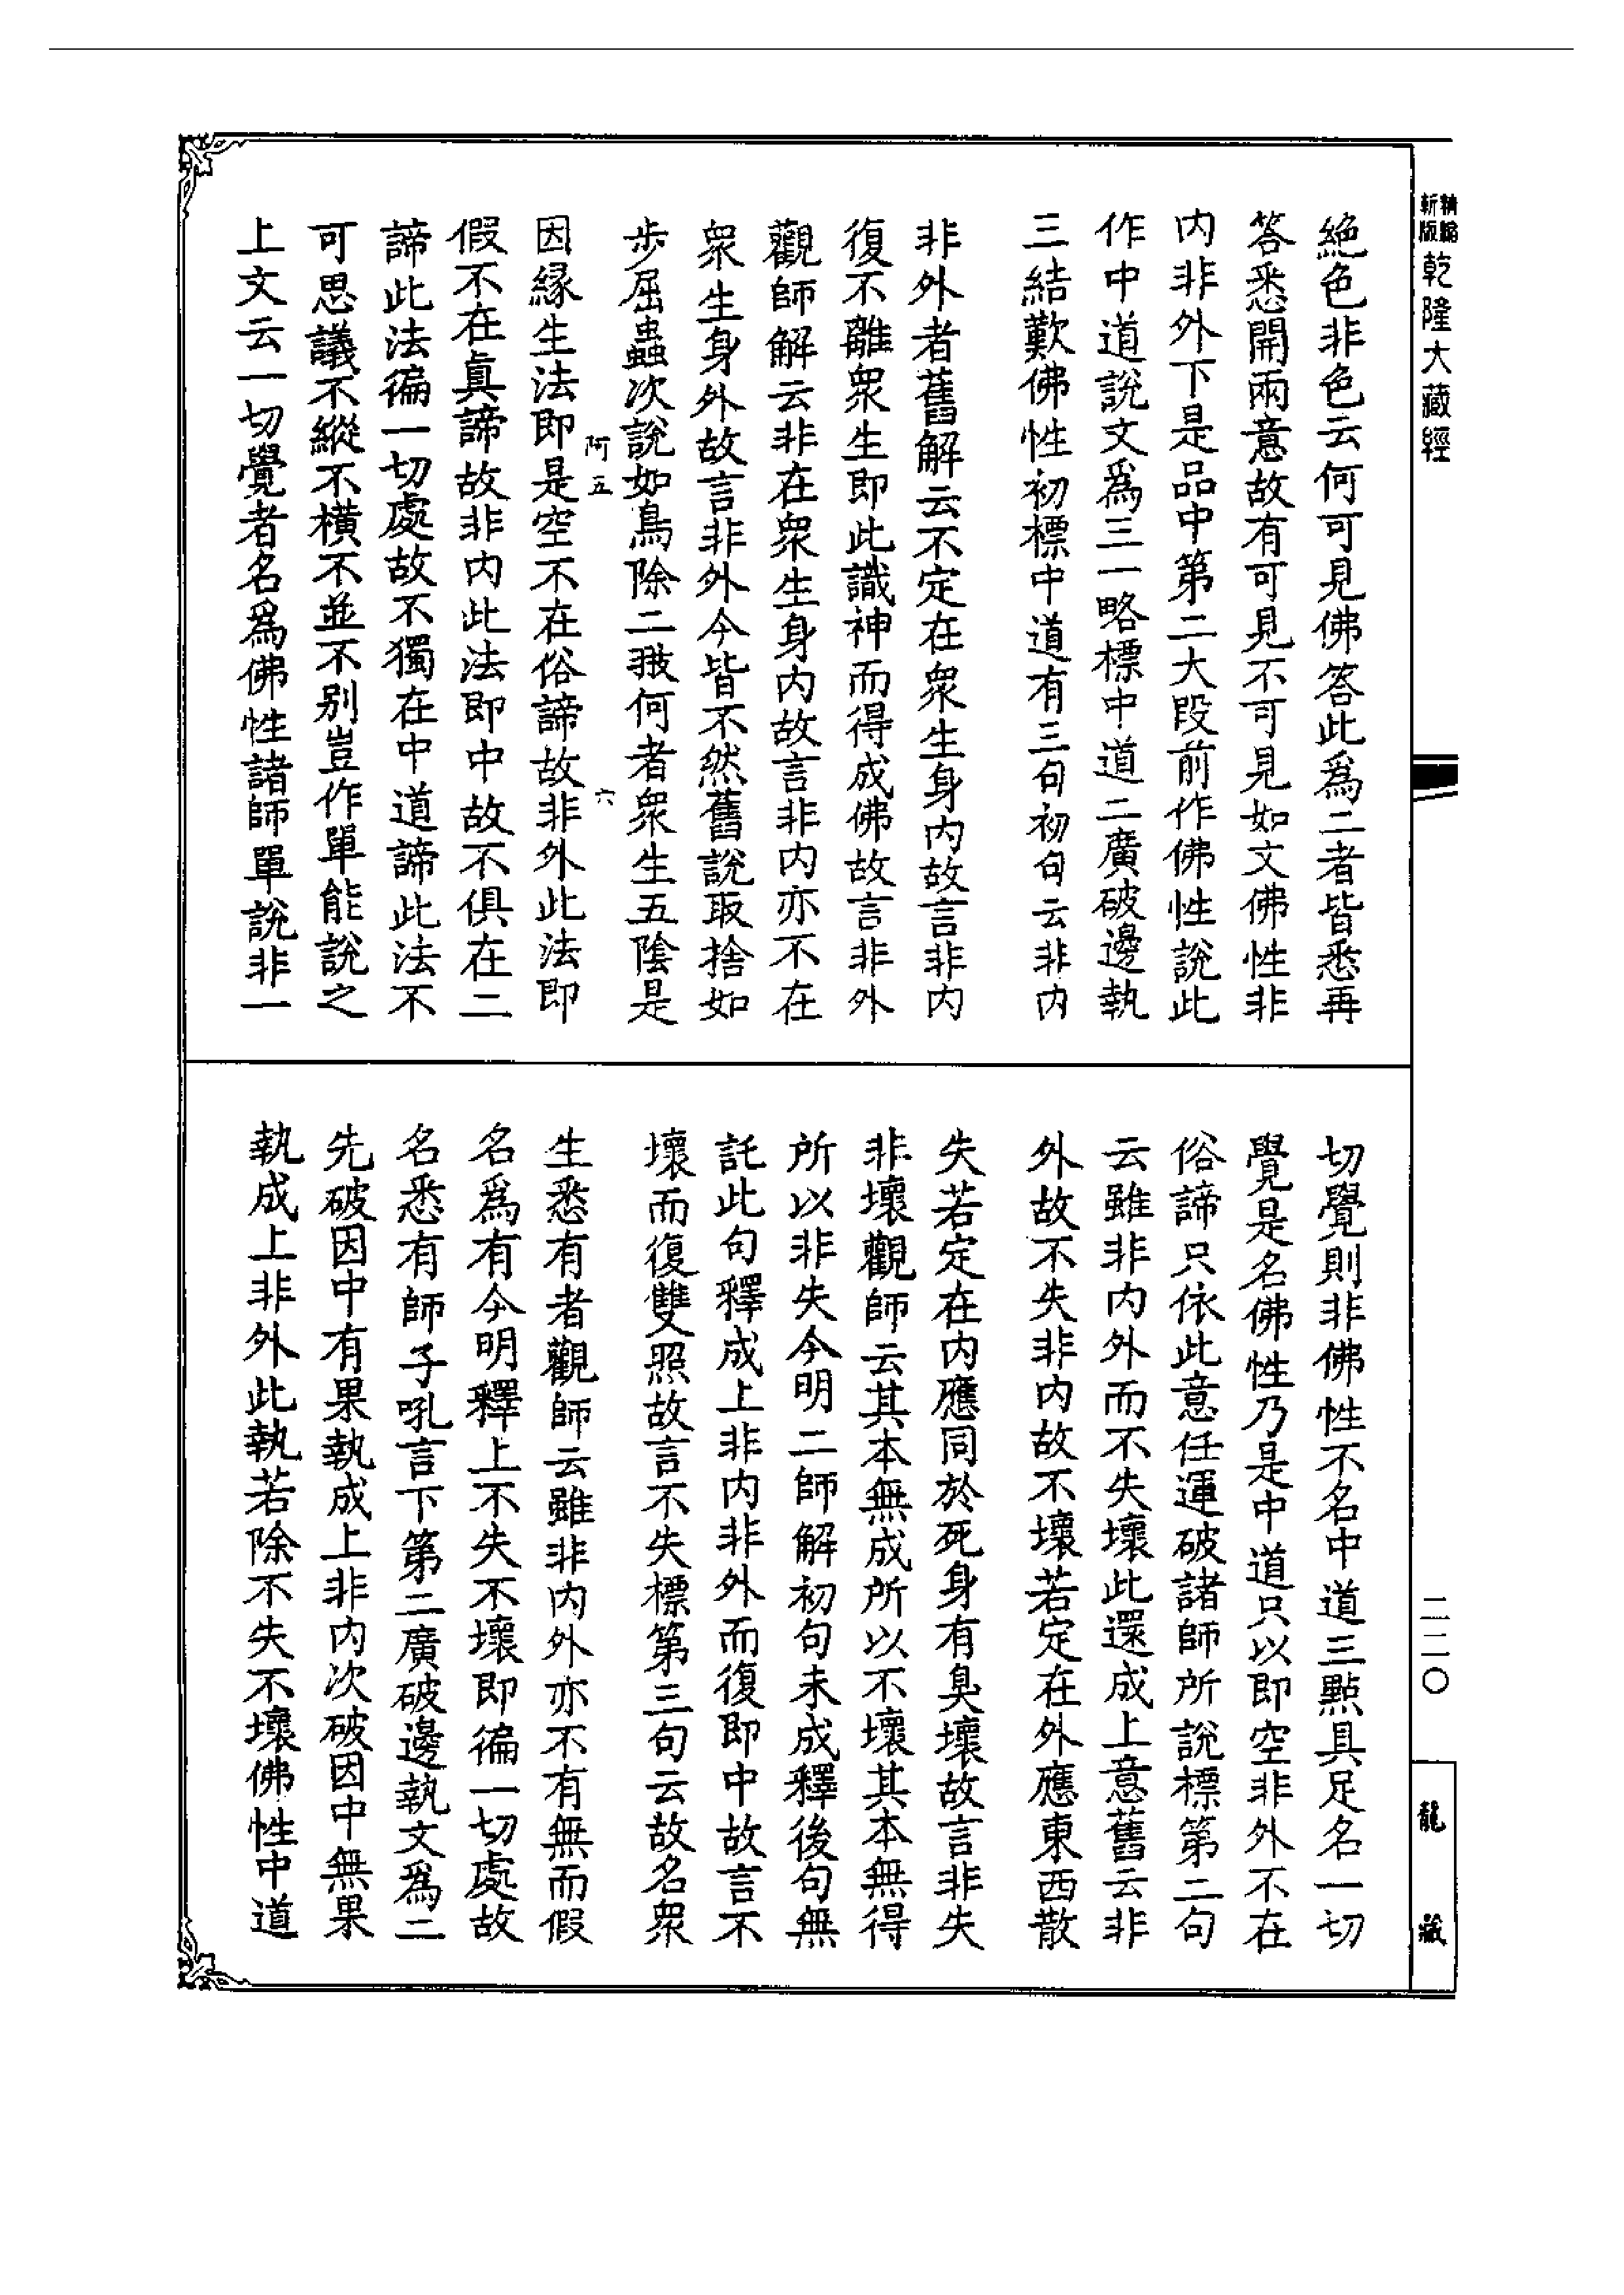 新版精縮乾隆大藏經
絕色非色云何可見佛答此爲二者皆悉再
答悉開兩意故有可見不可見如文佛性非
内非外下是品中第二大段前作佛性說此
作中道說文爲三一略標中道二廣破邊執
三結歎佛性初標中道有三句初句云非内
非外者舊解云不定在衆生身内故言非内
復不離衆生即此識神而得成佛故言非外
觀師解云非在衆生身内故言非内亦不在
衆生身外故言非外今皆不然舊說取捨如
步屈蟲次說如鳥除二翅何者衆生五陰是
阿五
六
因緣生法即是空不在俗諦故非外此法即
假不在眞諦故非内此法即中故不俱在二
諦此法徧一切處故不獨在中道諦此法不
可思議不縱不橫不並不别豈作單能說之
上文云一切覺者名爲佛性諸師單說非一
切覺則非佛性不名中道三點具足名一切
覺是名佛性乃是中道只以即空非外不在
俗諦只依此意任運破諸師所說標第二句
云雖非内外而不失壞此還成上意舊云非
外故不失非内故不壞若定在外應東西散
失若定在内應同於死身有臭壞故言非失
非壞觀師云其本無成所以不壞其本無得
所以非失今明二師解初句未成釋後句無
託此句釋成上非内非外而復即中故言不
壞而復雙照故言不失標第三句云故名衆
生悉有者觀師云雖非内外亦不有無而假
名爲有今明釋上不失不壞即徧一切處故
名悉有師子吼言下第二廣破邊執文爲二
先破因中有果執成上非内次破因中無果
執成上非外此執若除不失不壞佛性中道
二二〇
龍藏